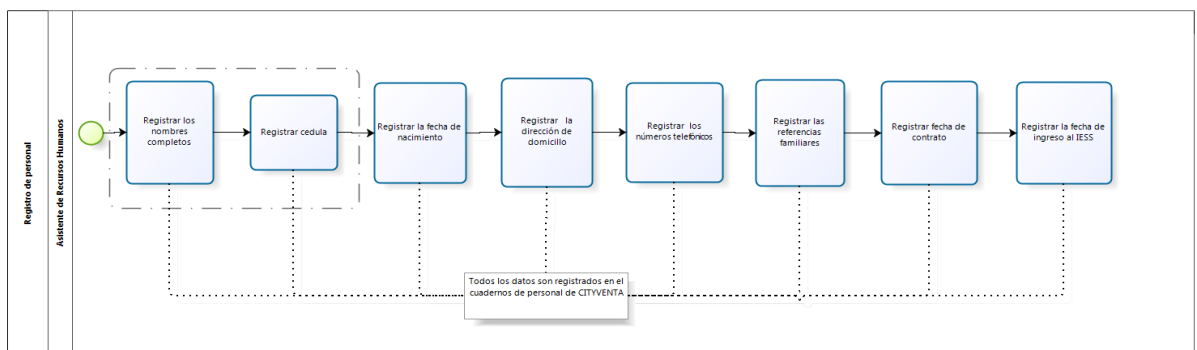 Registro de personal
Asistente de Recursos Humanos
Registrar los
nombres
completos
Registrar cedula
Registrar la fecha de
nacimiento
Registrar la
dirección de
domicillo
Registrar los
números telefónicos
Registrar las
referencias
familiares
Registrar fecha de
contrato
Registrar la fecha de
ingreso al IESS
Todos los datos son registrados en el
cuadernos de personal de CITYVENTA